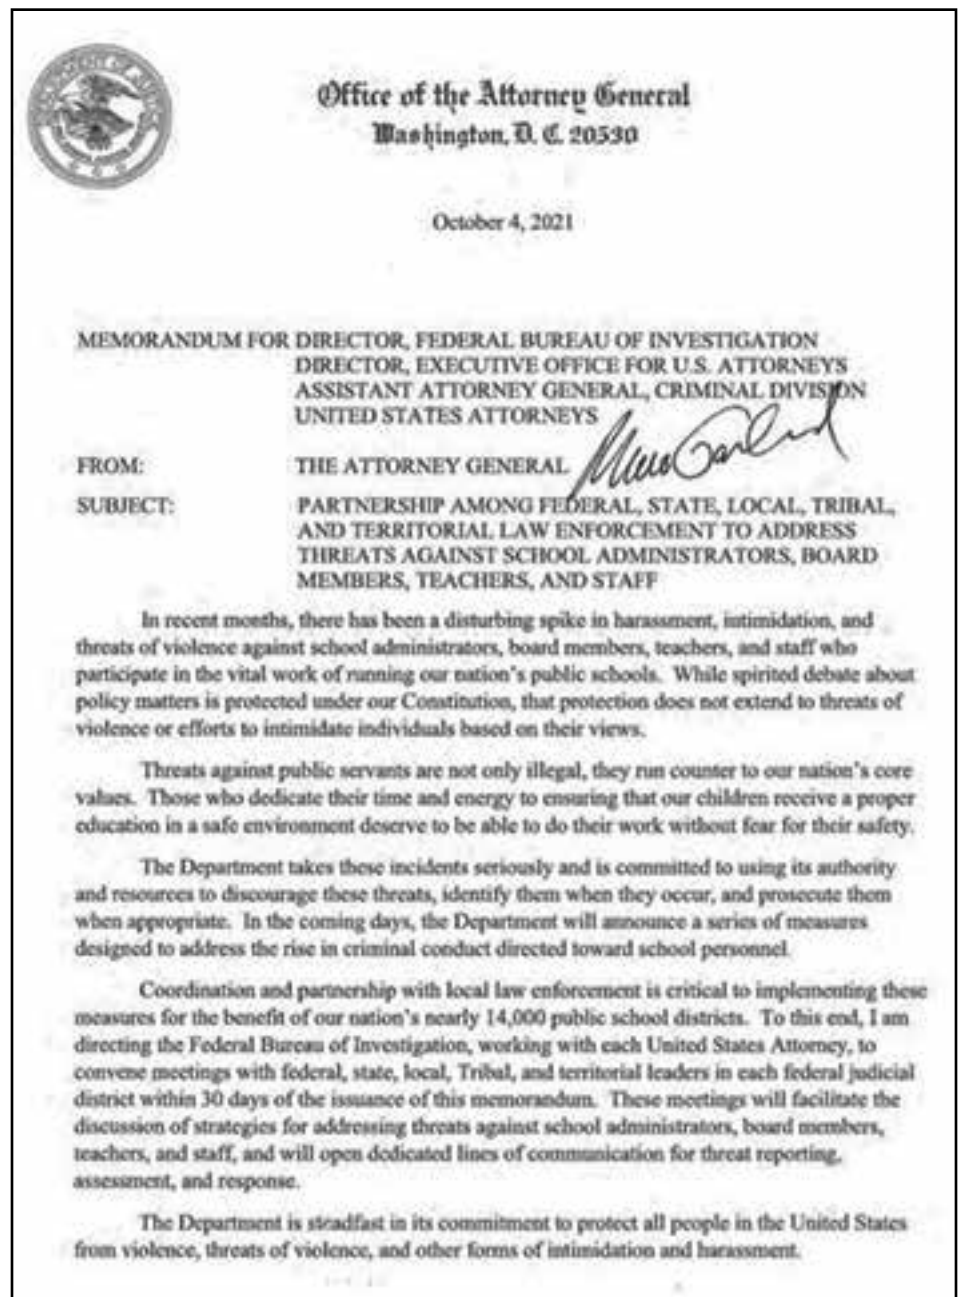 Office of the Attorney General
Washington, D. C. 20530
October 4, 2021
MEMORANDUM FOR DIRECTOR, FEDERAL BUREAU OF INVESTIGATION
DIRECTOR, EXECUTIVE OFFICE FOR U.S. ATTORNEYS
ASSISTANT ATTORNEY GENERAL, CRIMINAL DIVISION
UNITED STATES ATTORNEYS
FROM: THE ATTORNEY GENERAL
SUBJECT: PARTNERSHIP AMONG FEDERAL, STATE, LOCAL, TRIBAL,
AND TERRITORIAL LAW ENFORCEMENT TO ADDRESS
THREATS AGAINST SCHOOL ADMINISTRATORS, BOARD
MEMBERS, TEACHERS, AND STAFF
In recent months, there has been a disturbing spike in harassment, intimidation, and
threats of violence against school administrators, board members, teachers, and staff who
participate in the vital work of running our nation's public schools. While spirited debate about
policy matters is protected under our Constitution, that protection does not extend to threats of
violence or efforts to intimidate individuals based on their views.
Threats against public servants are not only illegal, they run counter to our nation's core
values. Those who dedicate their time and energy to ensuring that our children receive a proper
education in a safe environment deserve to be able to do their work without fear for their safety.
The Department takes these incidents seriously and is committed to using its authority
and resources to discourage these threats, identify them when they occur, and prosecute them
when appropriate. In the coming days, the Department will announce a series of measures
designed to address the rise in criminal conduct directed toward school personnel.
Coordination and partnership with local law enforcement is critical to implementing these
measures for the benefit of our nation's nearly 14,000 public school districts. To this end, I am
directing the Federal Bureau of Investigation, working with each United States Attorney, to
convene meetings with federal, state, local, Tribal, and territorial leaders in each federal judicial
district within 30 days of the issuance of this memorandum. These meetings will facilitate the
discussion of strategies for addressing threats against school administrators, board members,
teachers, and staff, and will open dedicated lines of communication for threat reporting,
assessment, and response.
The Department is steadfast in its commitment to protect all people in the United States
from violence, threats of violence, and other forms of intimidation and harassment.